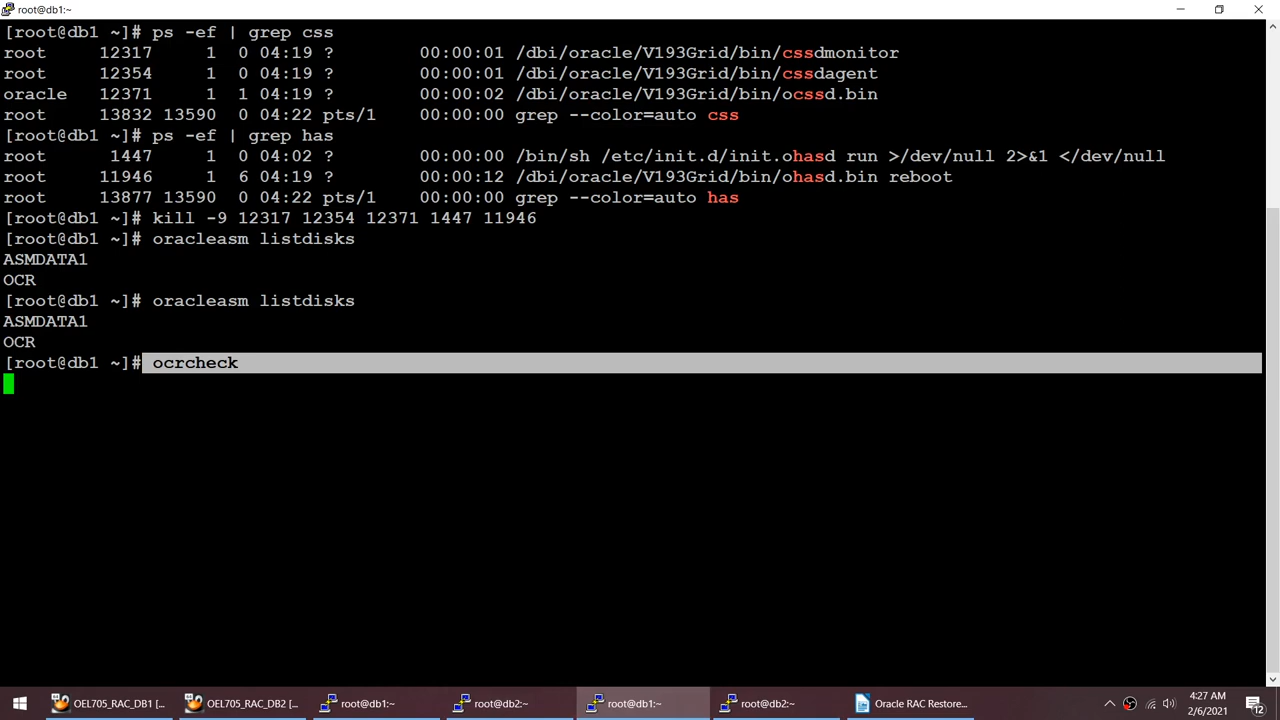 root@db1:~
[root@db1 ~]# ps -ef | grep css
root     12317     1  0 04:19 ?        00:00:01 /dbi/oracle/V193Grid/bin/cssdmonitor
root     12354     1  0 04:19 ?        00:00:01 /dbi/oracle/V193Grid/bin/cssdagent
oracle   12371     1  1 04:19 ?        00:00:02 /dbi/oracle/V193Grid/bin/ocssd.bin
root     13832 13590  0 04:22 pts/1    00:00:00 grep --color=auto css
[root@db1 ~]# ps -ef | grep has
root      1447     1  0 04:02 ?        00:00:00 /bin/sh /etc/init.d/init.ohasd run >/dev/null 2>&1 </dev/null
root     11946     1  6 04:19 ?        00:00:12 /dbi/oracle/V193Grid/bin/ohasd.bin reboot
root     13877 13590  0 04:22 pts/1    00:00:00 grep --color=auto has
[root@db1 ~]# kill -9 12317 12354 12371 1447 11946
[root@db1 ~]# oracleasm listdisks
ASMDATA1
OCR
[root@db1 ~]# oracleasm listdisks
ASMDATA1
OCR
[root@db1 ~]# ocrcheck
OEL705_RAC_DB1 [...
OEL705_RAC_DB2 [...
root@db1:~
root@db2:~
root@db1:~
root@db2:~
Oracle RAC Restore...
4:27 AM
2/6/2021
12